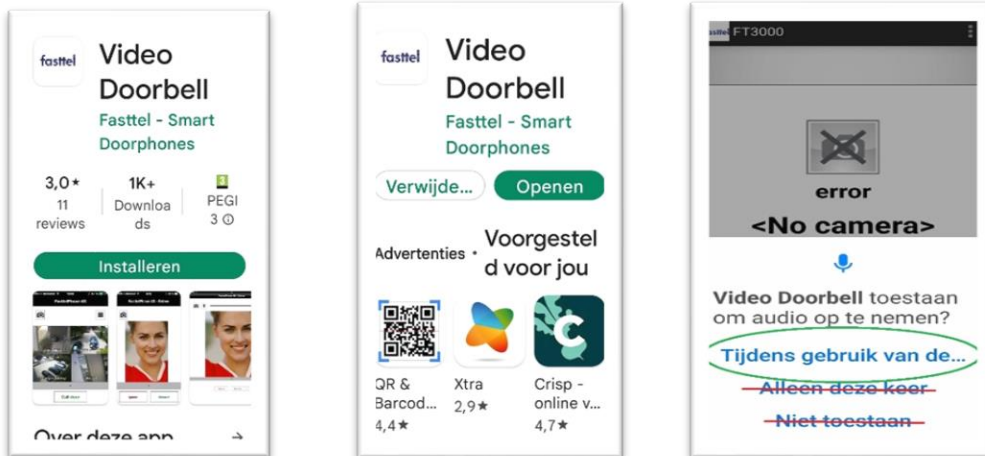 fasttel
Video
Doorbell
Fasttel - Smart
Doorphones
3,0★
11
reviews
1K+
Downloa
ds
3
PEGI
3
Installeren
Call door
Over deze app
fasttel
Video
Doorbell
Fasttel - Smart
Doorphones
Verwijde...
Openen
Advertenties ·
Voorgestel
d voor jou
QR &
Barcod...
4,4★
Xtra
2,9★
Crisp -
online v...
4,7★
FT3000
error
<No camera>
Video Doorbell toestaan
om audio op te nemen?
Tijdens gebruik van de...
Alleen deze keer
Niet toestaan